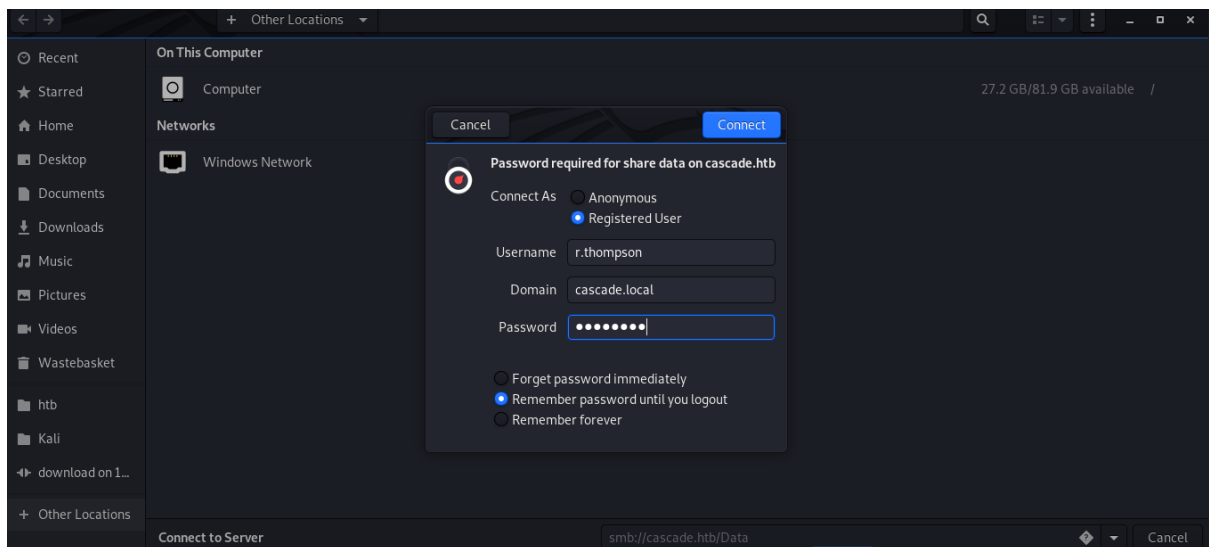 + Other Locations
Recent
Starred
Home
Desktop
Documents
Downloads
Music
Pictures
Videos
Wastebasket
htb
Kali
download on 1...
+ Other Locations
On This Computer
Computer 27.2 GB/81.9 GB available /
Networks
Windows Network
Cancel Connect
Password required for share data on cascade.htb
Connect As Anonymous
Registered User
Username r.thompson
Domain cascade.local
Password ●●●●●●●●
Forget password immediately
Remember password until you logout
Remember forever
Connect to Server smb://cascade.htb/Data Cancel